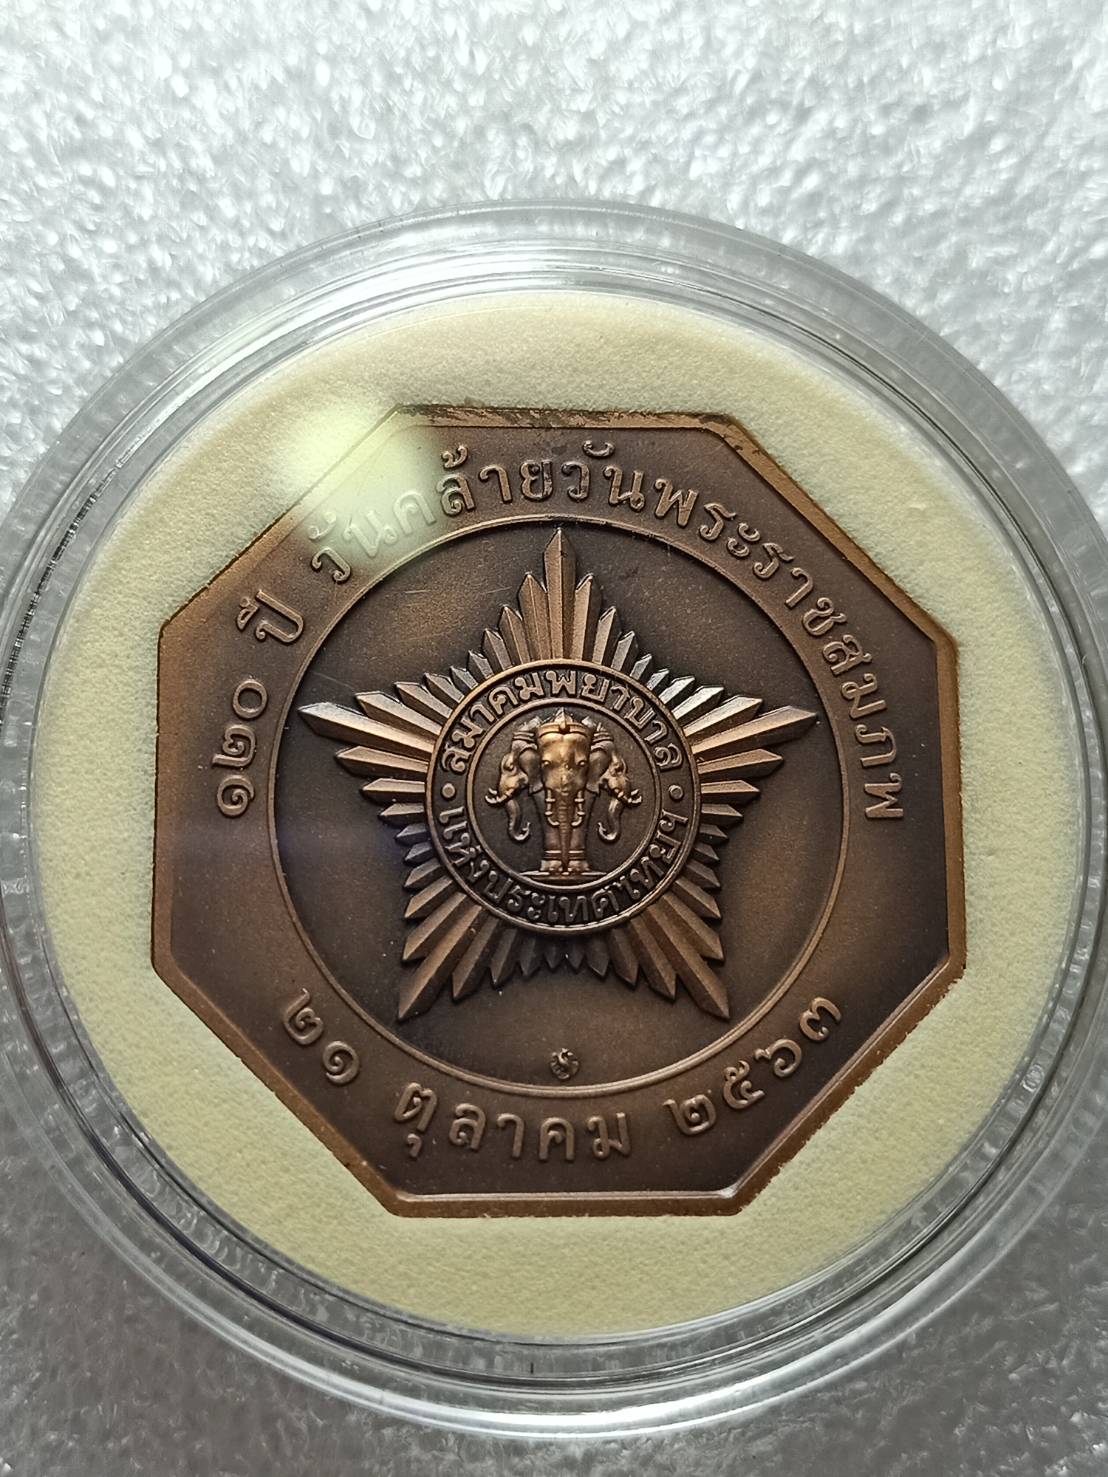 ๑๒๐ ปี วันคล้ายวันพระราชสมภพ
สมาคมพยาบาล
แห่งประเทศไทยฯ
๒๑ ตุลาคม ๒๕๖๓